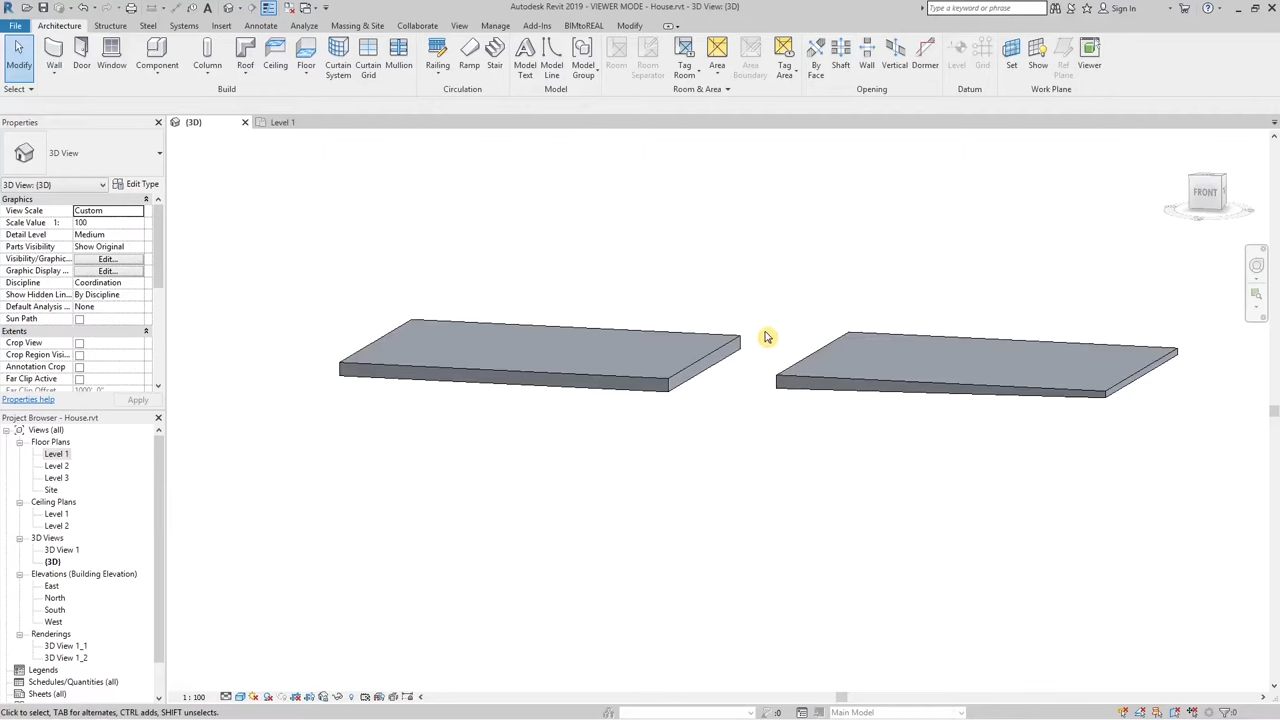 Autodesk Revit 2019 - VIEWER MODE - House.rvt - 3D View: {3D}
Type a keyword or phrase
Sign In
File Architecture Structure Steel Systems Insert Annotate Analyze Massing & Site Collaborate View Manage Add-Ins BIMtoREAL Modify
Modify Wall Door Window Component Column Roof Ceiling Floor Curtain System Curtain Grid Mullion Railing Ramp Stair Model Text Model Line Model Group Room Room Separator Tag Room Area Area Boundary Tag Area By Face Shaft Wall Vertical Dormer Level Grid Set Show Ref Plane Viewer
Select Build Circulation Model Room & Area Opening Datum Work Plane
Properties
{3D} Level 1
3D View
3D View: {3D} Edit Type
Graphics
View Scale Custom
Scale Value 1: 100
Detail Level Medium
Parts Visibility Show Original
Visibility/Graphic... Edit...
Graphic Display ... Edit...
Discipline Coordination
Show Hidden Lin... By Discipline
Default Analysis ... None
Sun Path
Extents
Crop View
Crop Region Visi...
Annotation Crop
Far Clip Active
Far Clip Offset 1000' 0"
Properties help Apply
FRONT
Project Browser - House.rvt
Views (all)
Floor Plans
Level 1
Level 2
Level 3
Site
Ceiling Plans
Level 1
Level 2
3D Views
3D View 1
{3D}
Elevations (Building Elevation)
East
North
South
West
Renderings
3D View 1_1
3D View 1_2
Legends
Schedules/Quantities (all)
Sheets (all)
1 : 100
Click to select, TAB for alternates, CTRL adds, SHIFT unselects.
:0
Main Model
:0